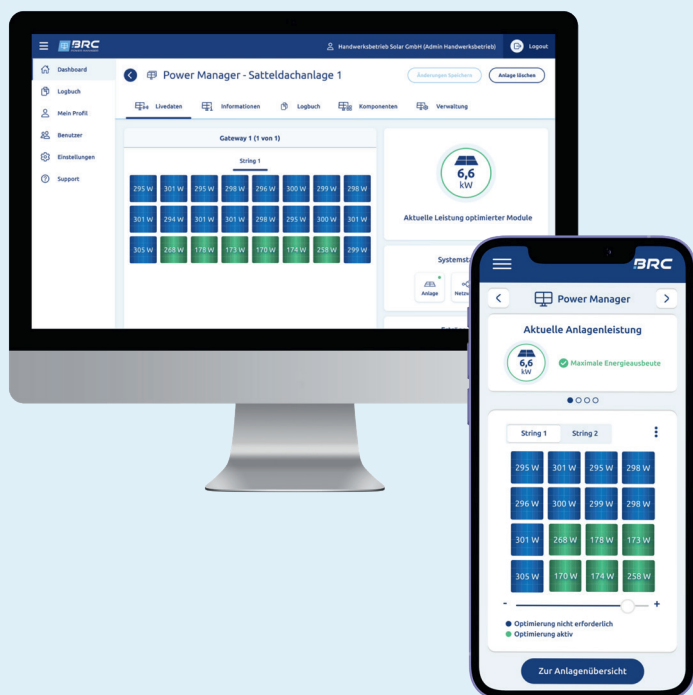 BRC
Handwerksbetrieb Solar GmbH (Admin Handwerksbetrieb)
Logout
Dashboard
Logbuch
Mein Profil
Benutzer
Einstellungen
Support
Power Manager - Satteldachanlage 1
Änderungen Speichern
Anlage löschen
Livedaten
Informationen
Logbuch
Komponenten
Verwaltung
Gateway 1 (1 von 1)
String 1
295 W 301 W 295 W 298 W 296 W 300 W 299 W 298 W
301 W 294 W 301 W 301 W 298 W 295 W 300 W 301 W
305 W 268 W 178 W 173 W 170 W 174 W 258 W 299 W
6,6
kW
Aktuelle Leistung optimierter Module
Anlage
BRC
Power Manager
Aktuelle Anlagenleistung
6,6
kW
Maximale Energieausbeute
String 1 String 2
295 W 301 W 295 W 298 W
296 W 300 W 299 W 298 W
301 W 268 W 178 W 173 W
305 W 170 W 174 W 258 W
- +
Optimierung nicht erforderlich
Optimierung aktiv
Zur Anlagenübersicht